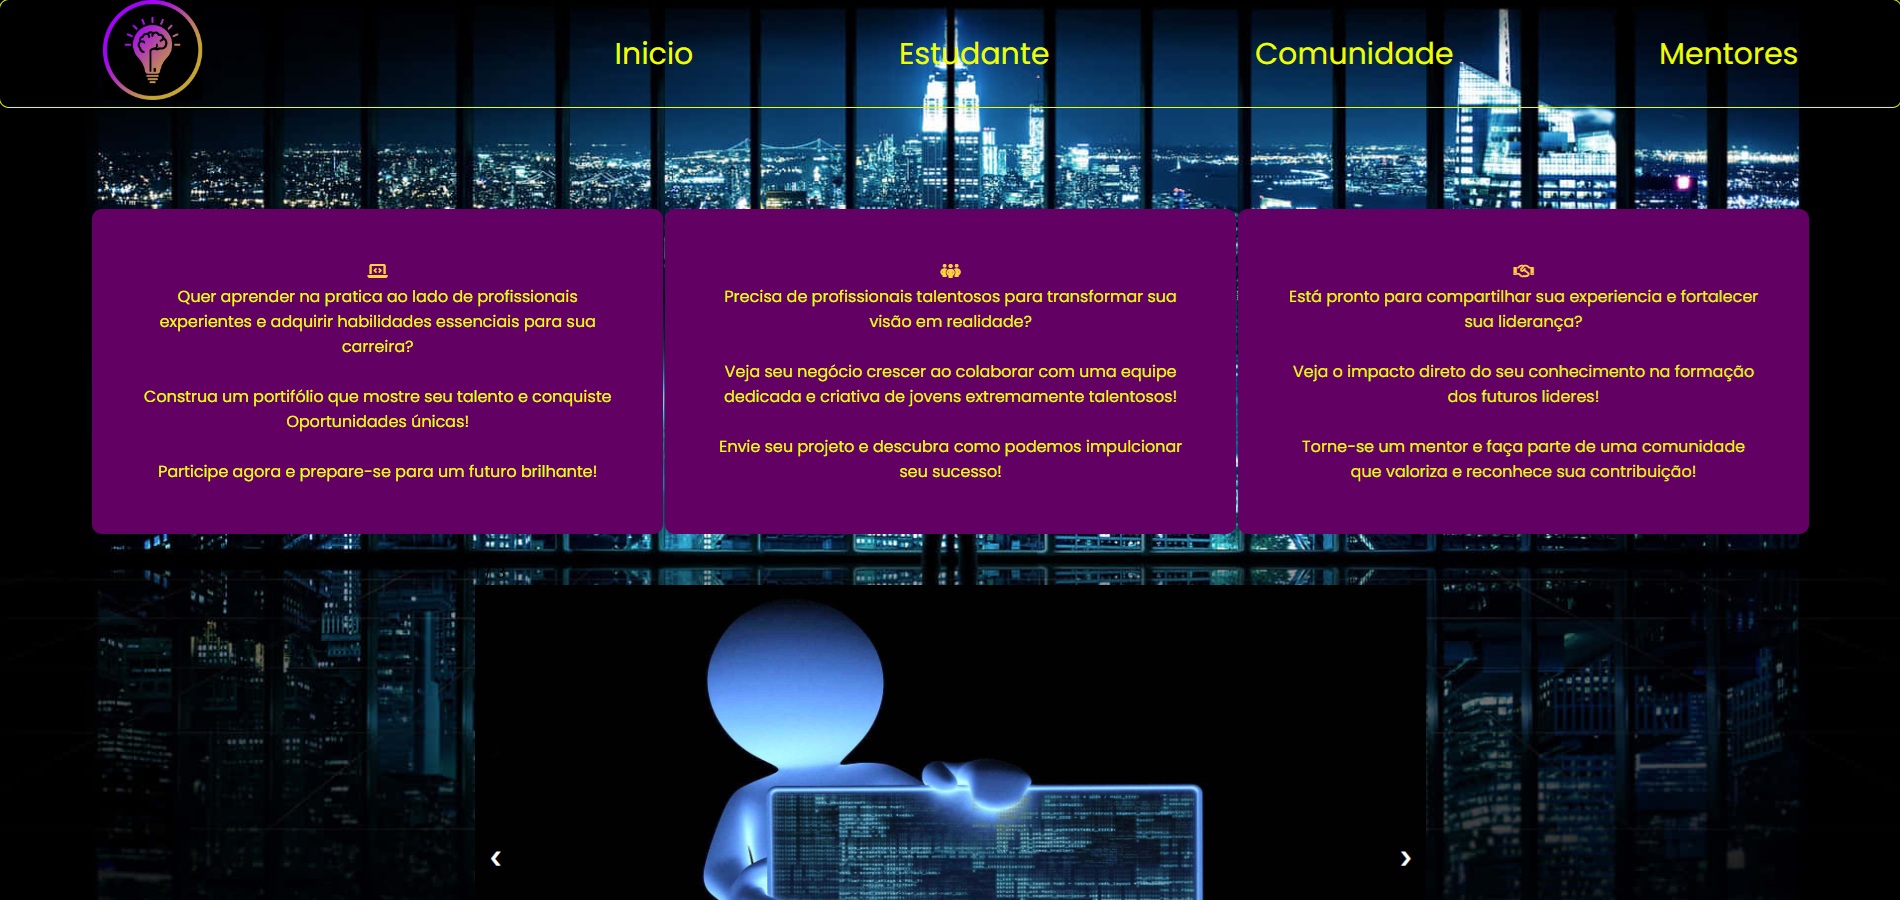 Inicio
Estudante
Comunidade
Mentores
Quer aprender na pratica ao lado de profissionais
experientes e adquirir habilidades essenciais para sua
carreira?
Construa um portifólio que mostre seu talento e conquiste
Oportunidades únicas!
Participe agora e prepare-se para um futuro brilhante!
Precisa de profissionais talentosos para transformar sua
visão em realidade?
Veja seu negócio crescer ao colaborar com uma equipe
dedicada e criativa de jovens extremamente talentosos!
Envie seu projeto e descubra como podemos impulcionar
seu sucesso!
Está pronto para compartilhar sua experiencia e fortalecer
sua liderança?
Veja o impacto direto do seu conhecimento na formação
dos futuros lideres!
Torne-se um mentor e faça parte de uma comunidade
que valoriza e reconhece sua contribuição!